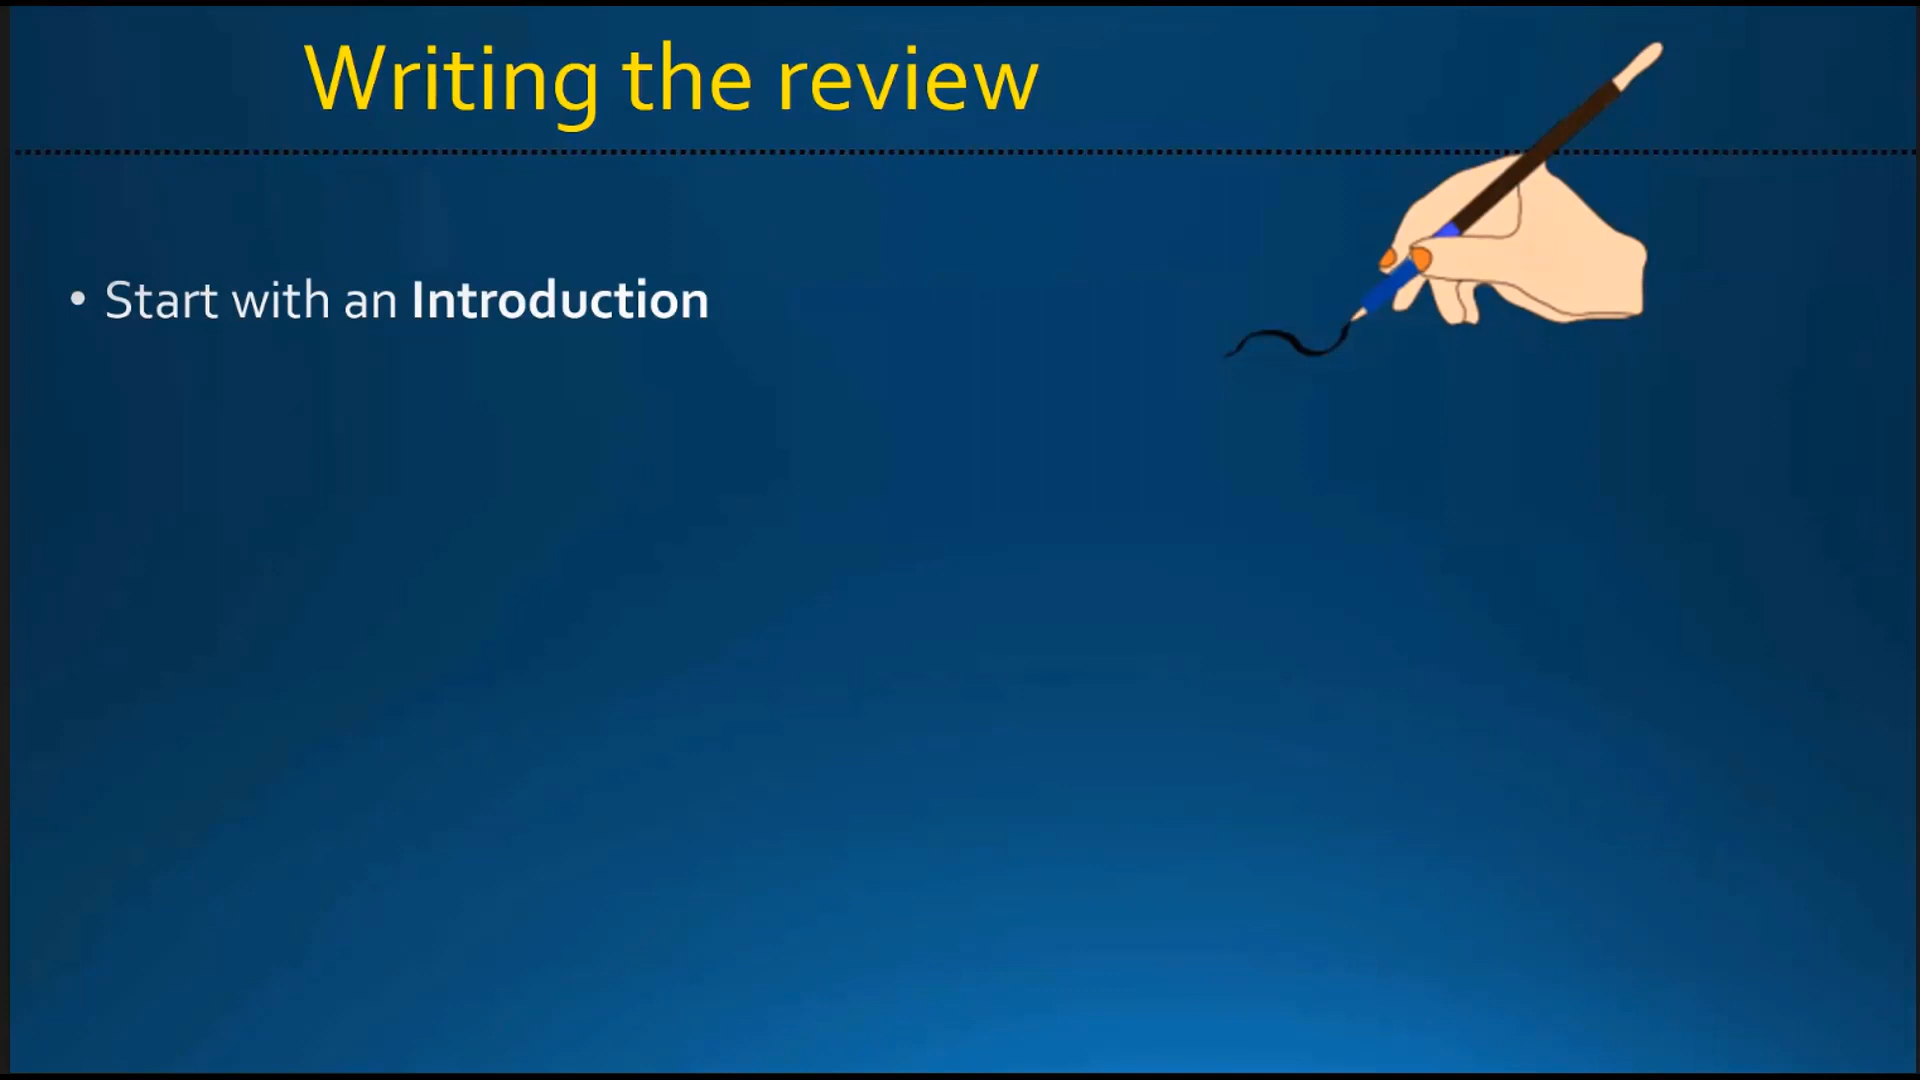 Writing the review
• Start with an Introduction